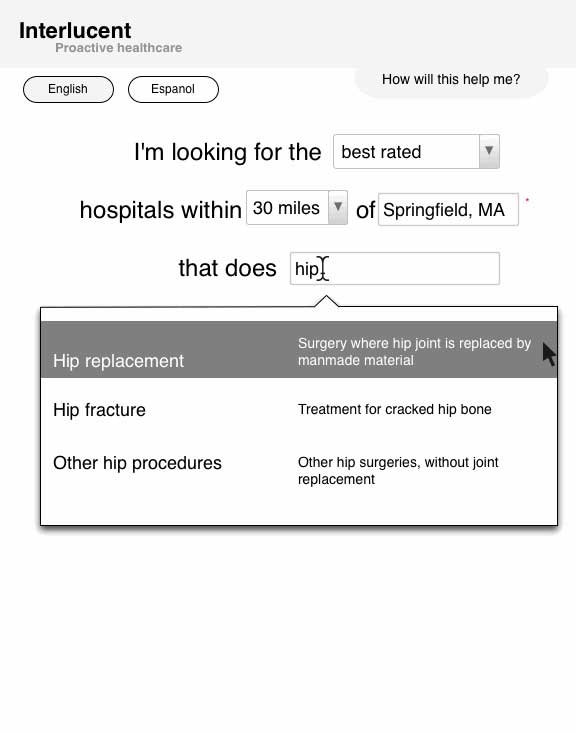 Interlucent
Proactive healthcare
How will this help me?
English
Espanol
I'm looking for the best rated
hospitals within 30 miles of Springfield, MA *
that does hip
Hip replacement
Surgery where hip joint is replaced by
manmade material
Hip fracture
Treatment for cracked hip bone
Other hip procedures
Other hip surgeries, without joint
replacement